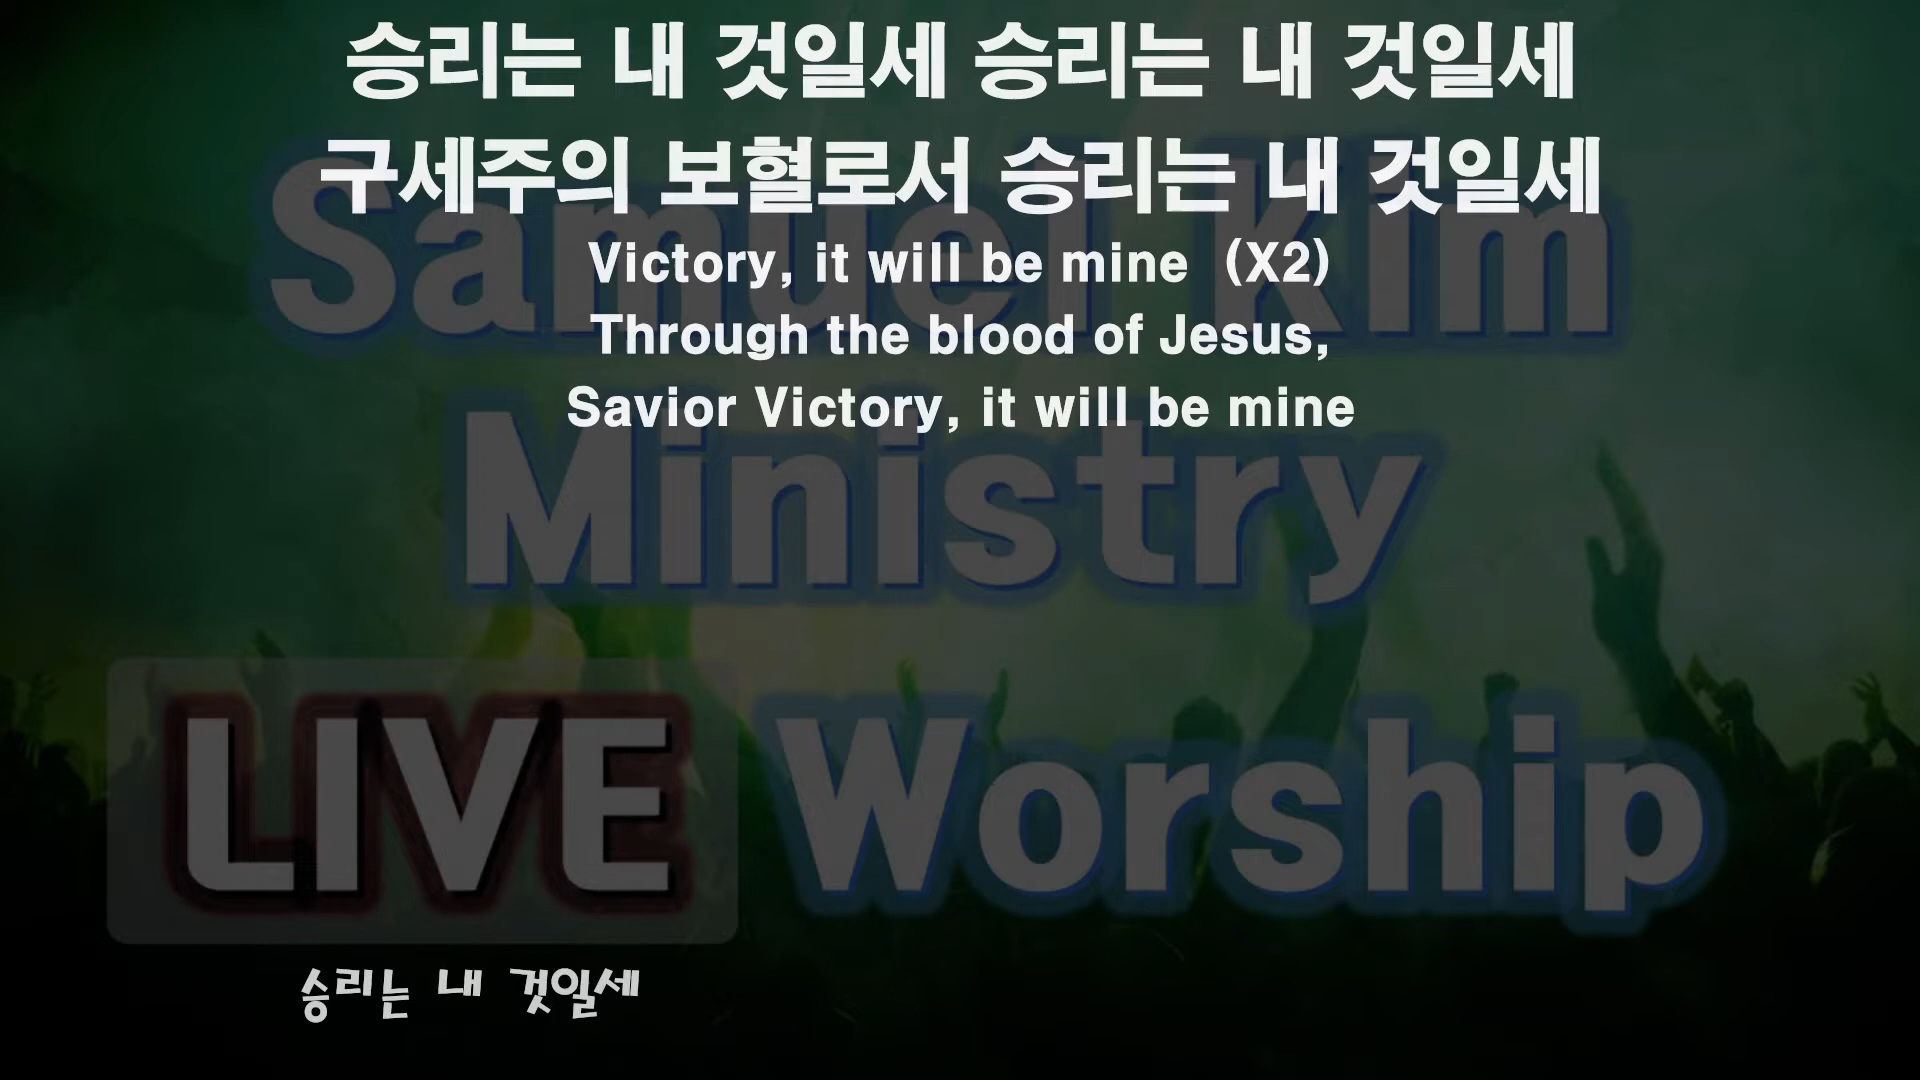 승리는 내 것일세 승리는 내 것일세
구세주의 보혈로서 승리는 내 것일세
Victory, it will be mine (X2)
Through the blood of Jesus,
Savior Victory, it will be mine
Samuel Kim
Ministry
LIVE Worship
승리는 내 것일세